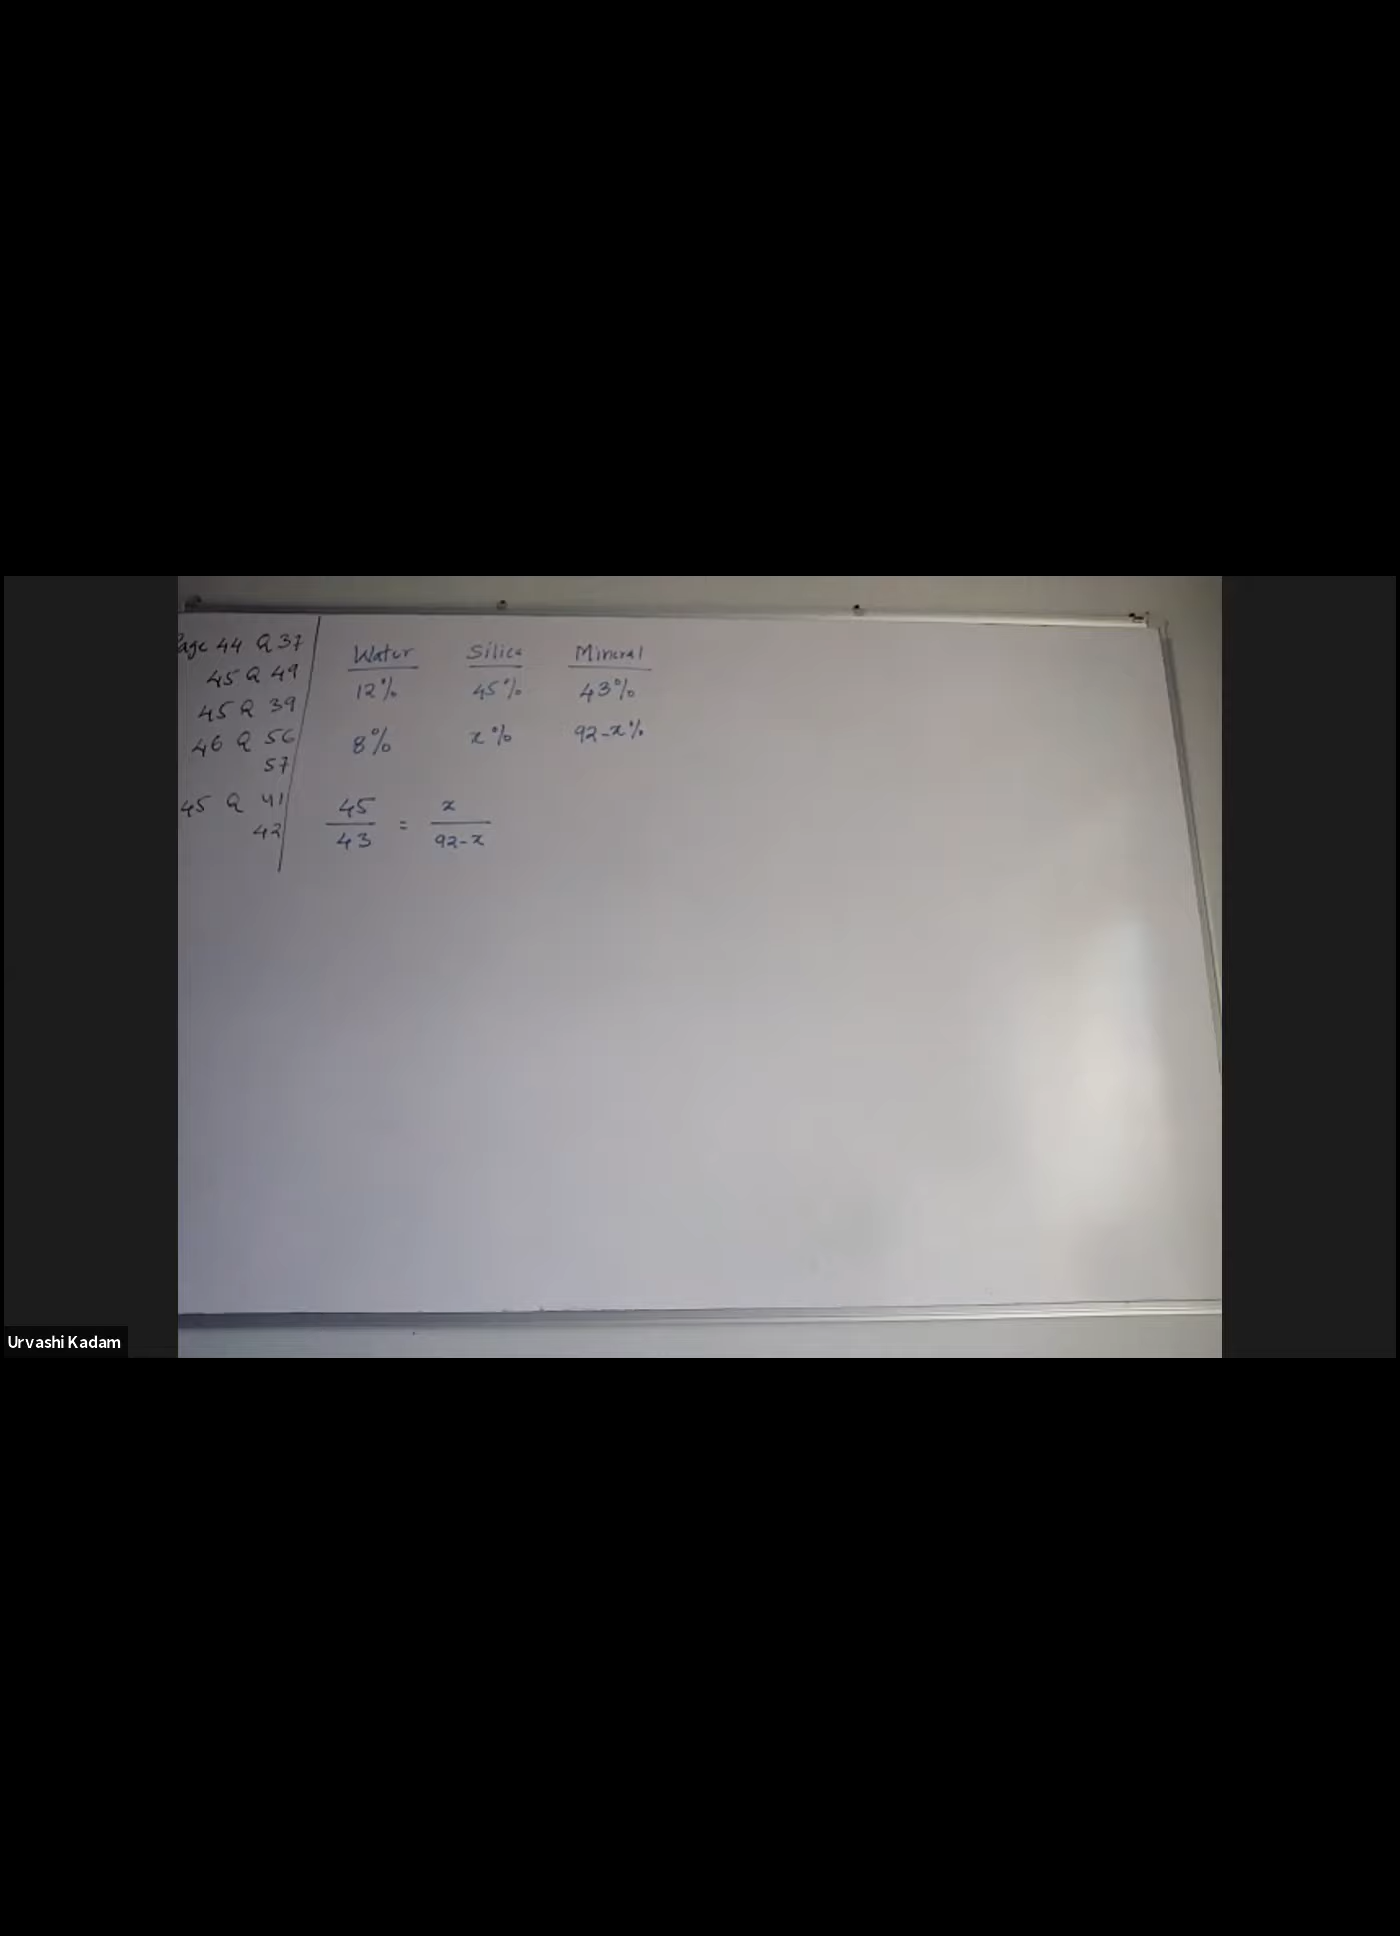 Page 44 Q 37
45 Q 49
45 Q 39
46 Q 56
57
45 Q 41
42
Water Silica Mineral
12% 45% 43%
8% x% 92-x%
45/43 = x/92-x
Urvashi Kadam